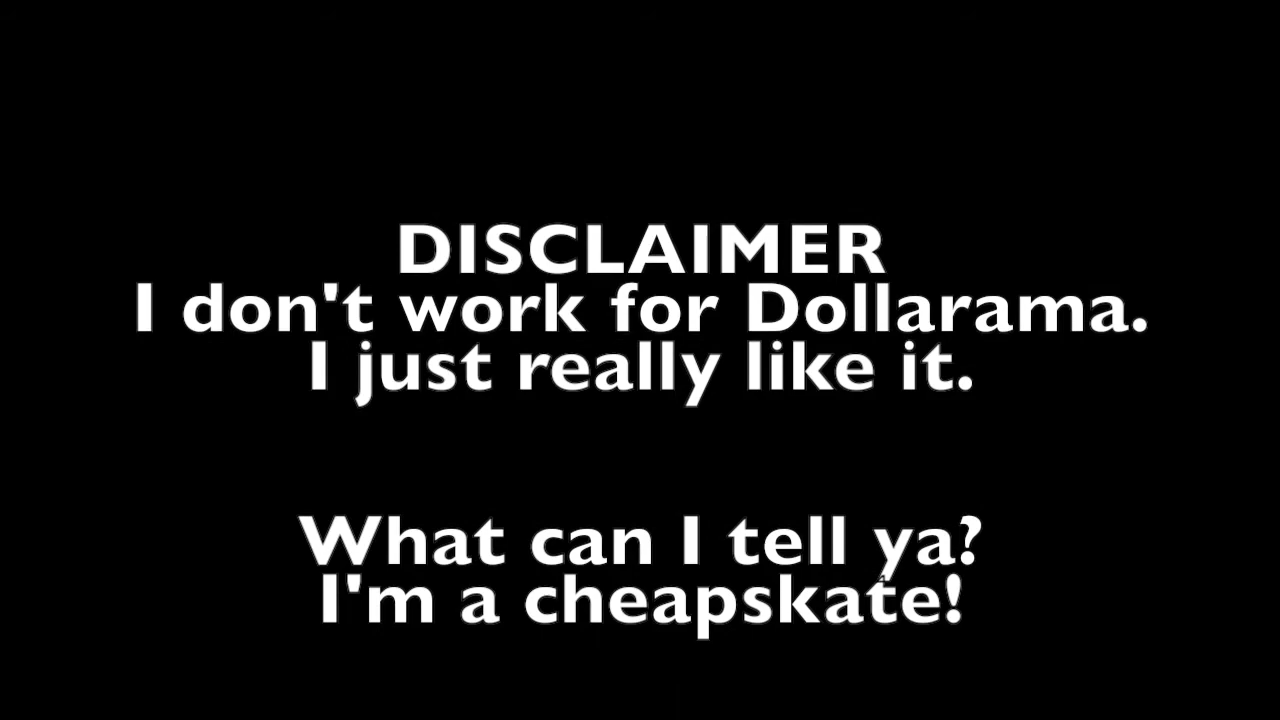 DISCLAIMER
I don't work for Dollarama.
I just really like it.
What can I tell ya?
I'm a cheapskate!